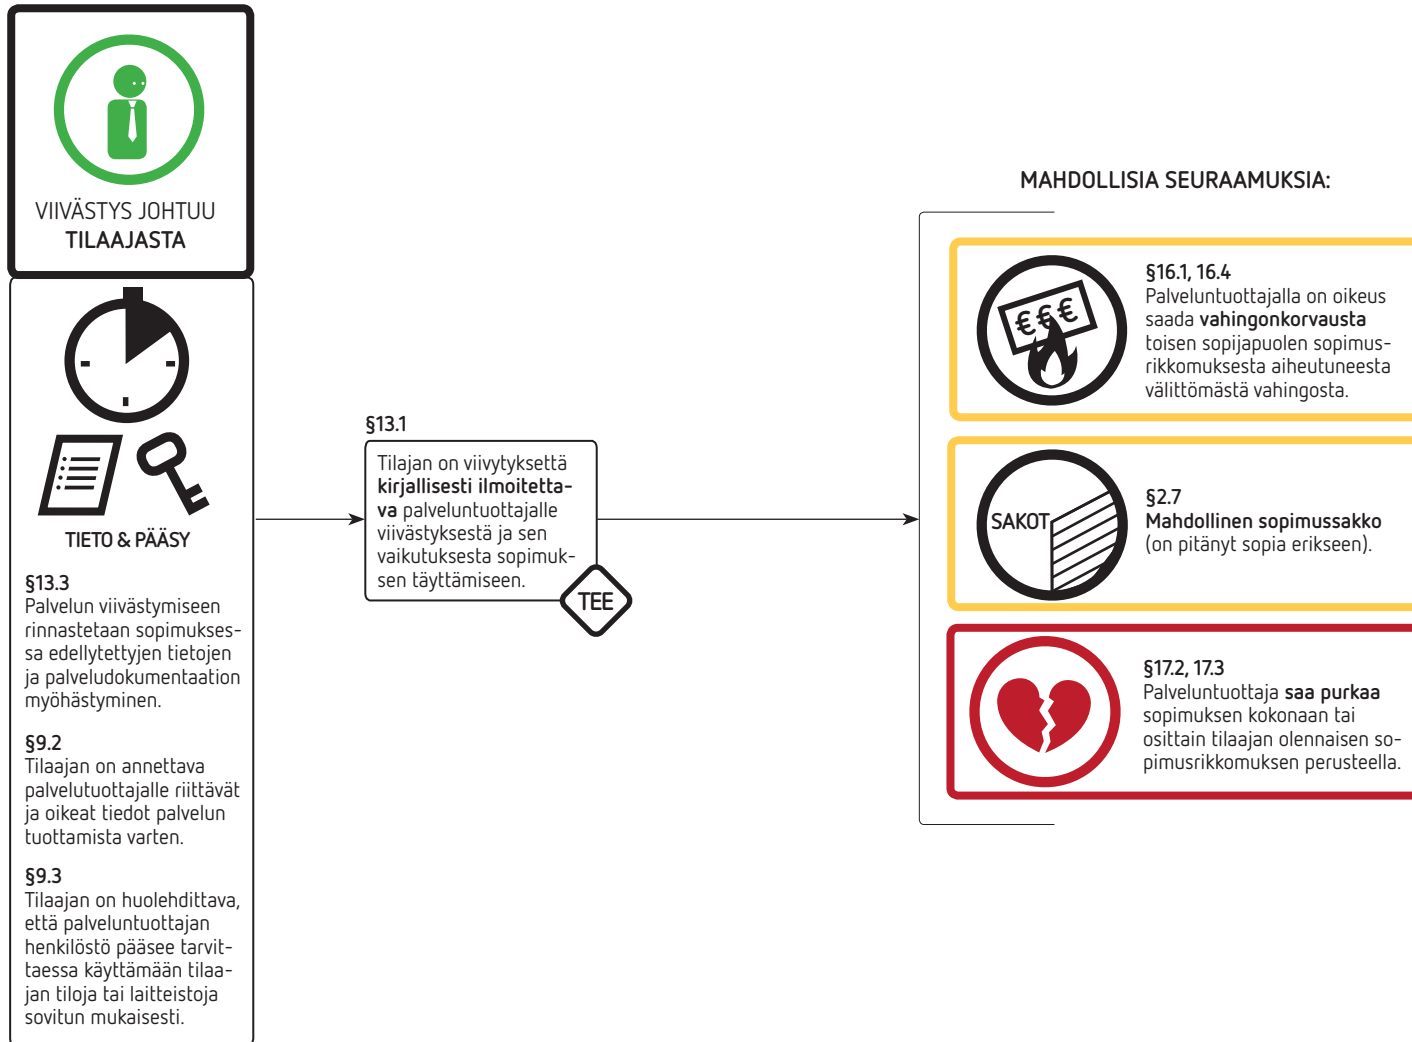 VIIVÄSTYS JOHTUU
TILAAJASTA
TIETO & PÄÄSY
§13.3
Palvelun viivästymiseen
rinnastetaan sopimukses-
sa edellytettyjen tietojen
ja palveludokumentaation
myöhästyminen.
§9.2
Tilaajan on annettava
palvelutuottajalle riittävät
ja oikeat tiedot palvelun
tuottamista varten.
§9.3
Tilaajan on huolehdittava,
että palveluntuottajan
henkilöstö pääsee tarvit-
taessa käyttämään tilaa-
jan tiloja tai laitteistoja
sovitun mukaisesti.
§13.1
Tilajan on viivytyksettä
kirjallisesti ilmoitetta-
va palveluntuottajalle
viivästyksestä ja sen
vaikutuksesta sopimuk-
sen täyttämiseen.
TEE
MAHDOLLISIA SEURAAMUKSIA:
€€€
§16.1, 16.4
Palveluntuottajalla on oikeus
saada vahingonkorvausta
toisen sopijapuolen sopimus-
rikkomuksesta aiheutuneesta
välittömästä vahingosta.
SAKOT
§2.7
Mahdollinen sopimussakko
(on pitänyt sopia erikseen).
§17.2, 17.3
Palveluntuottaja saa purkaa
sopimuksen kokonaan tai
osittain tilaajan olennaisen so-
pimusrikkomuksen perusteella.